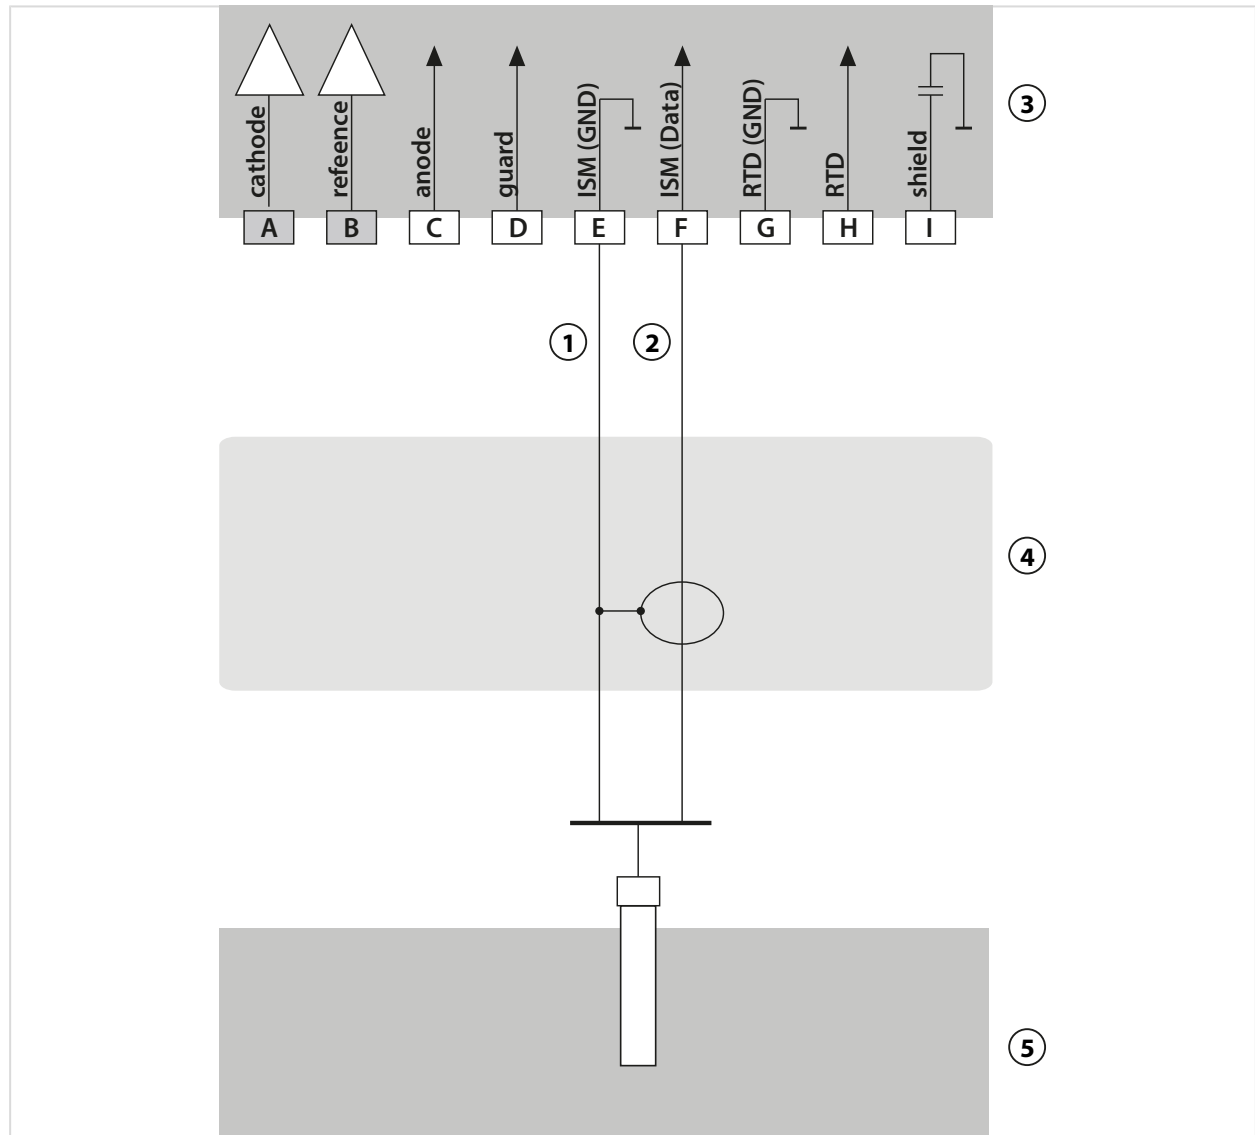 cathode
refeence
anode
guard
ISM (GND)
ISM (Data)
RTD (GND)
RTD
shield
3
A B C D E F G H I
1 2
4
5